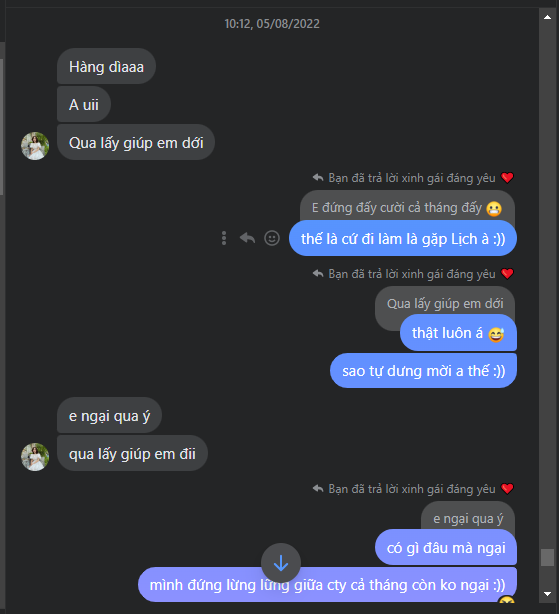 10:12, 05/08/2022
Hàng dìaaa
A uii
Qua lấy giúp em dới
Bạn đã trả lời xinh gái đáng yêu ❤️
E đứng đấy cười cả tháng đấy 😬
thế là cứ đi làm là gặp Lịch à :))
Bạn đã trả lời xinh gái đáng yêu ❤️
Qua lấy giúp em dới
thật luôn á 😅
sao tự dưng mời a thế :))
e ngại qua ý
qua lấy giúp em đii
Bạn đã trả lời xinh gái đáng yêu ❤️
e ngại qua ý
có gì đâu mà ngại
mình đứng lừng lững giữa cty cả tháng còn ko ngại :))